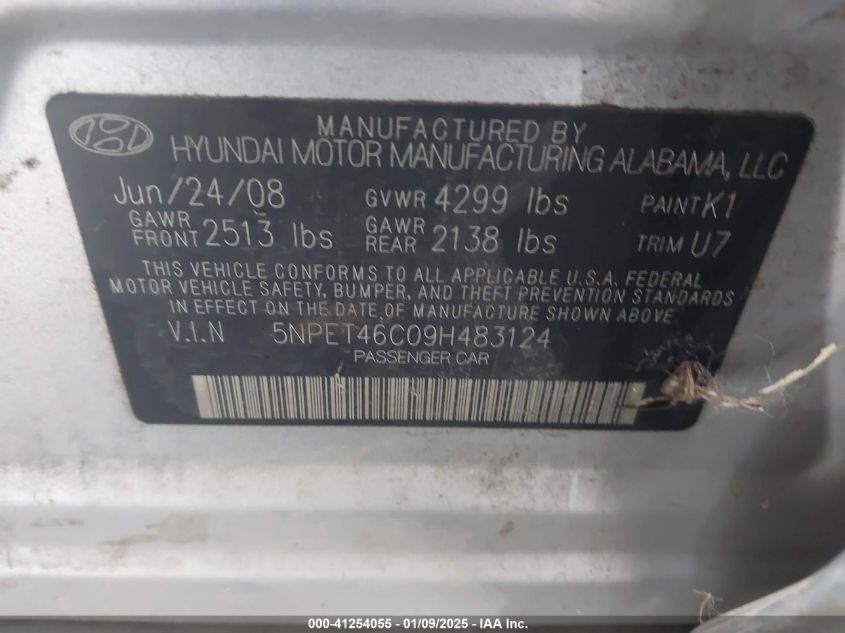 MANUFACTURED BY
HYUNDAI MOTOR MANUFACTURING ALABAMA, LLC
Jun/24/08 GVWR 4299 lbs PAINT K1
GAWR FRONT 2513 lbs GAWR REAR 2138 lbs TRIM U7
THIS VEHICLE CONFORMS TO ALL APPLICABLE U.S.A. FEDERAL
MOTOR VEHICLE SAFETY, BUMPER, AND THEFT PREVENTION STANDARDS
IN EFFECT ON THE DATE OF MANUFACTURE SHOWN ABOVE
V.I.N 5NPET46C09H483124
PASSENGER CAR
000-41254055 - 01/09/2025 - IAA Inc.